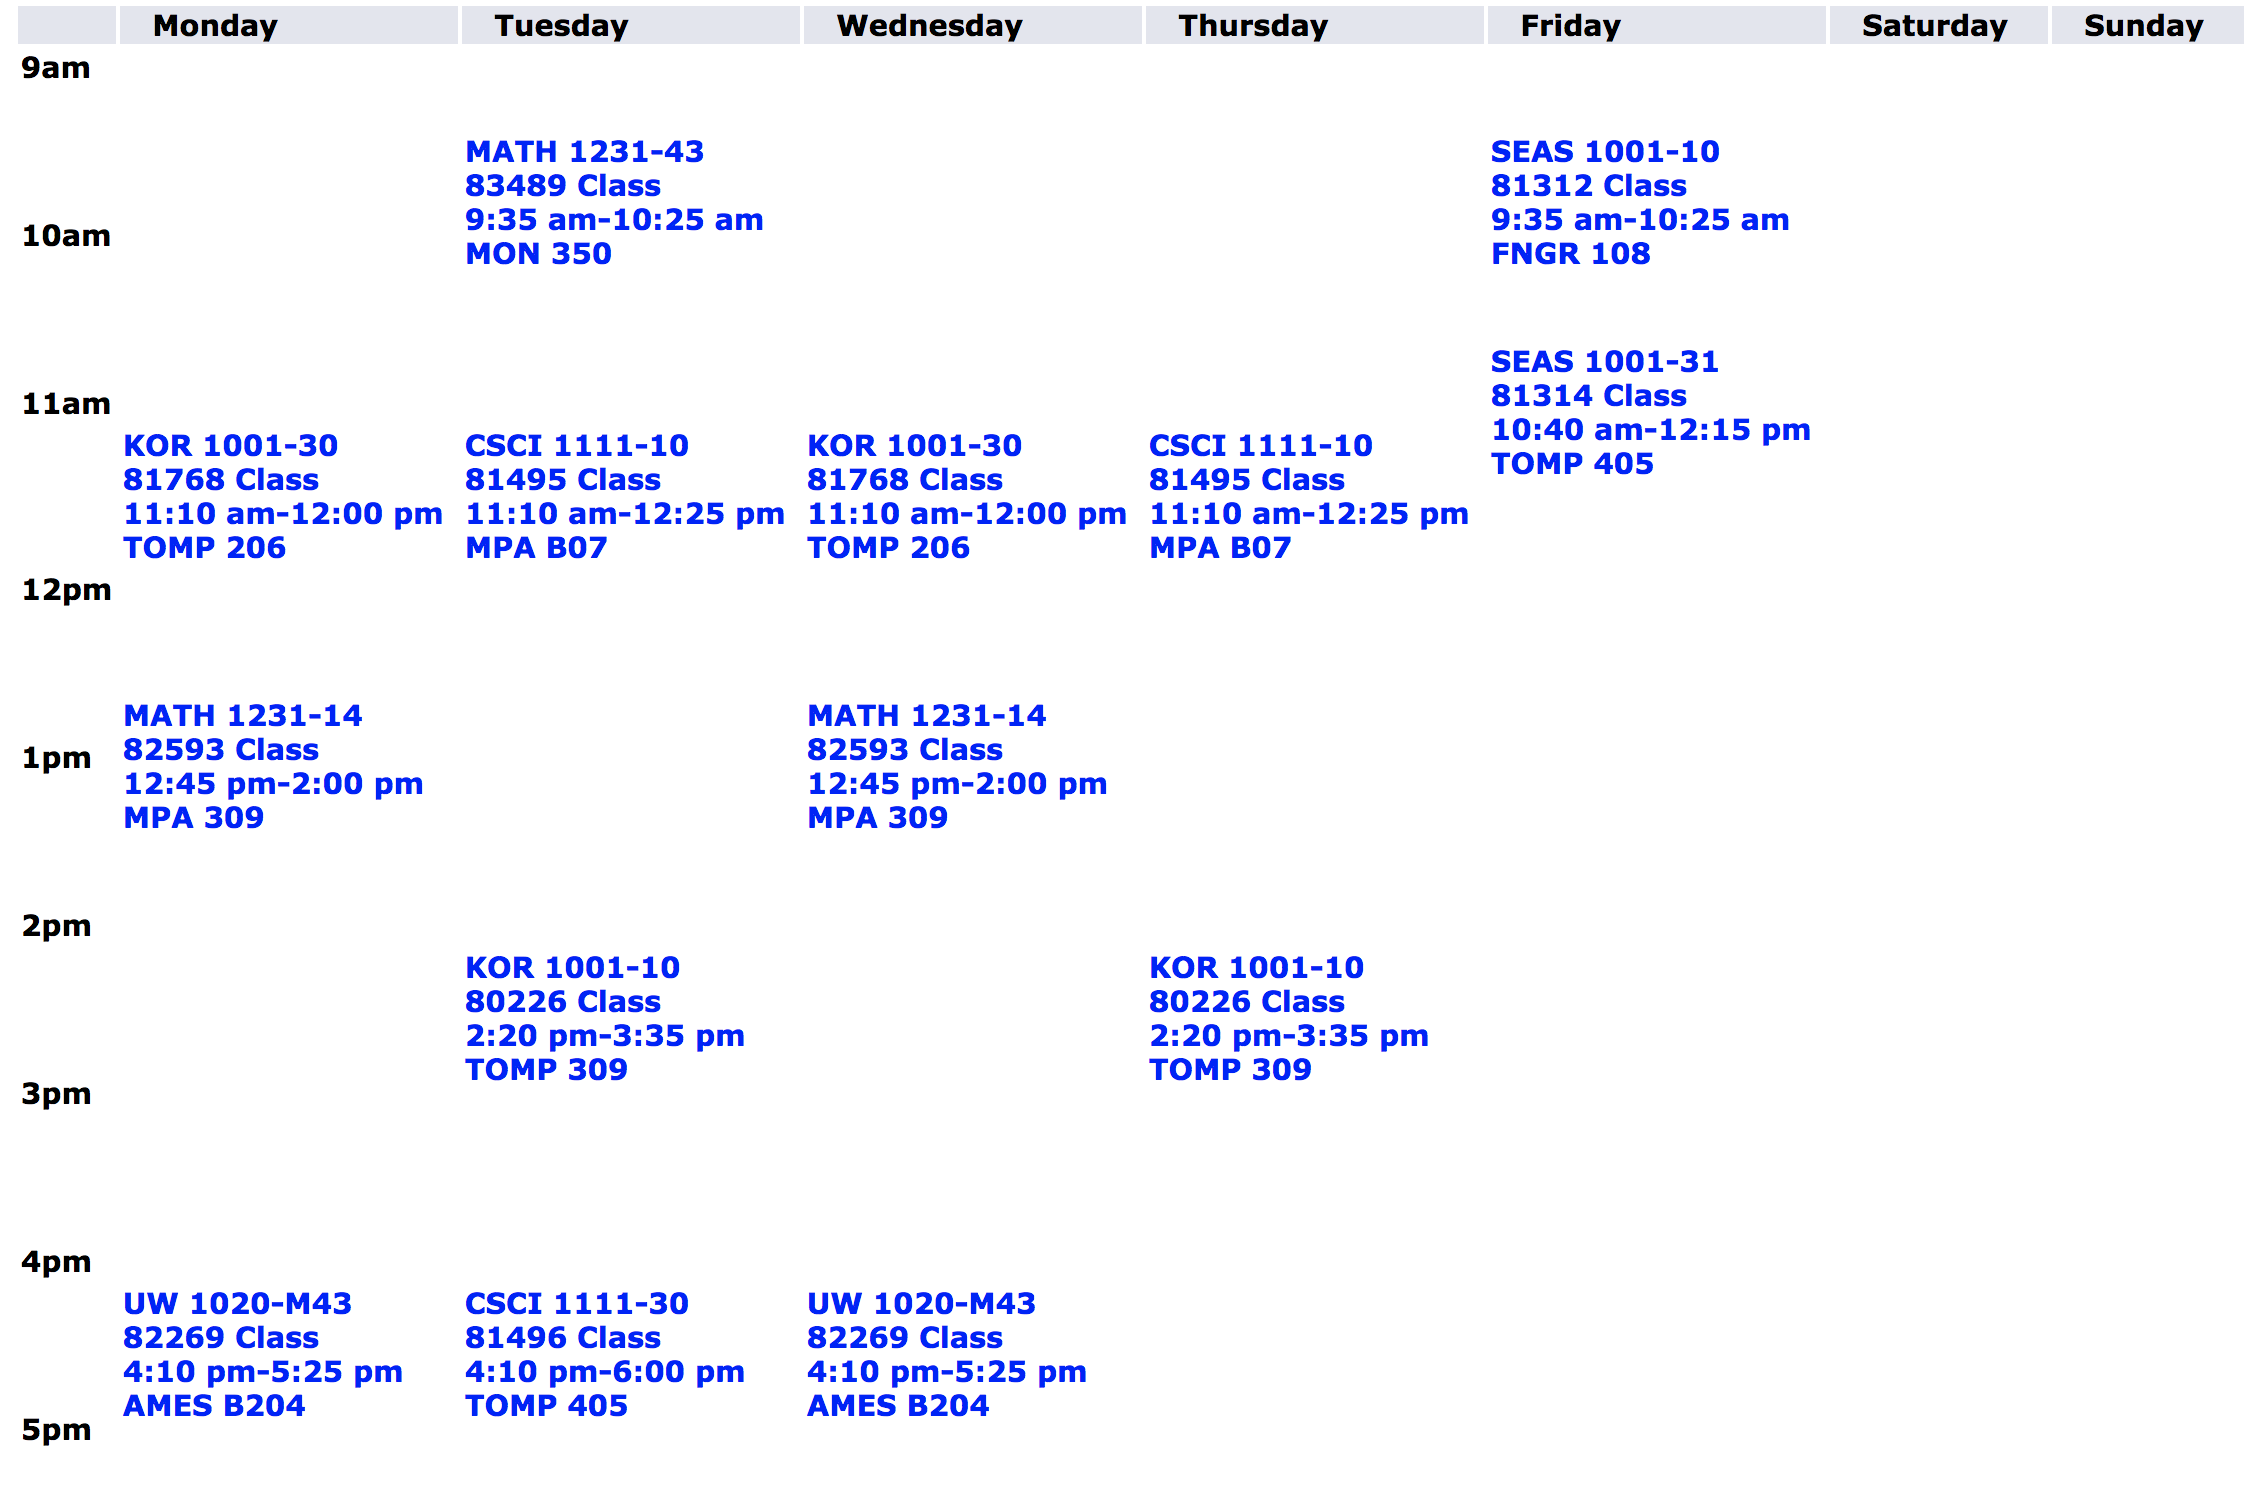 Monday Tuesday Wednesday Thursday Friday Saturday Sunday
9am
MATH 1231-43
83489 Class
9:35 am-10:25 am
MON 350
SEAS 1001-10
81312 Class
9:35 am-10:25 am
FNGR 108
10am
SEAS 1001-31
81314 Class
10:40 am-12:15 pm
TOMP 405
11am
KOR 1001-30
81768 Class
11:10 am-12:00 pm
TOMP 206
CSCI 1111-10
81495 Class
11:10 am-12:25 pm
MPA B07
KOR 1001-30
81768 Class
11:10 am-12:00 pm
TOMP 206
CSCI 1111-10
81495 Class
11:10 am-12:25 pm
MPA B07
12pm
MATH 1231-14
82593 Class
12:45 pm-2:00 pm
MPA 309
MATH 1231-14
82593 Class
12:45 pm-2:00 pm
MPA 309
1pm
2pm
KOR 1001-10
80226 Class
2:20 pm-3:35 pm
TOMP 309
KOR 1001-10
80226 Class
2:20 pm-3:35 pm
TOMP 309
3pm
4pm
UW 1020-M43
82269 Class
4:10 pm-5:25 pm
AMES B204
CSCI 1111-30
81496 Class
4:10 pm-6:00 pm
TOMP 405
UW 1020-M43
82269 Class
4:10 pm-5:25 pm
AMES B204
5pm